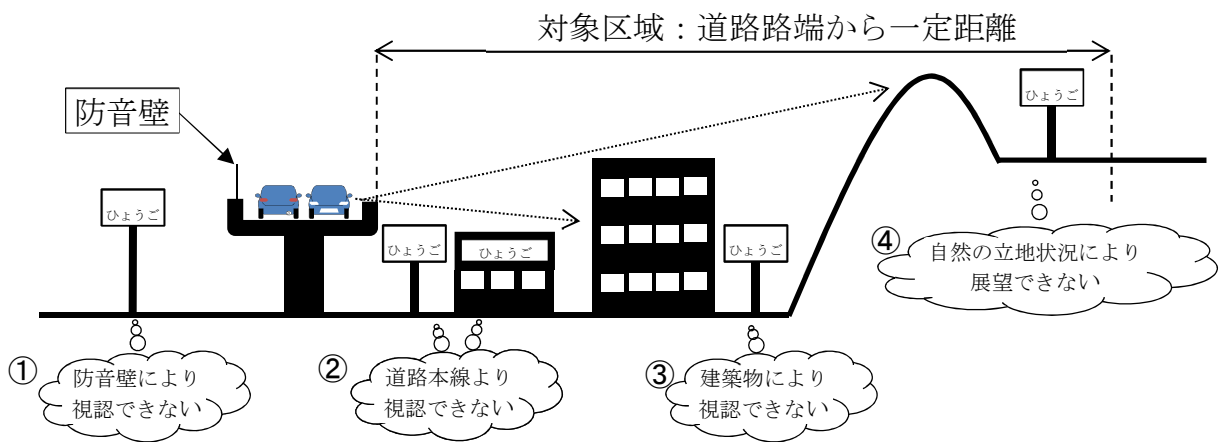 対象区域：道路路端から一定距離
防音壁
ひょうご
ひょうご
ひょうご
ひょうご
ひょうご
①
防音壁により
視認できない
②
道路本線より
視認できない
③
建築物により
視認できない
④
自然の立地状況により
展望できない